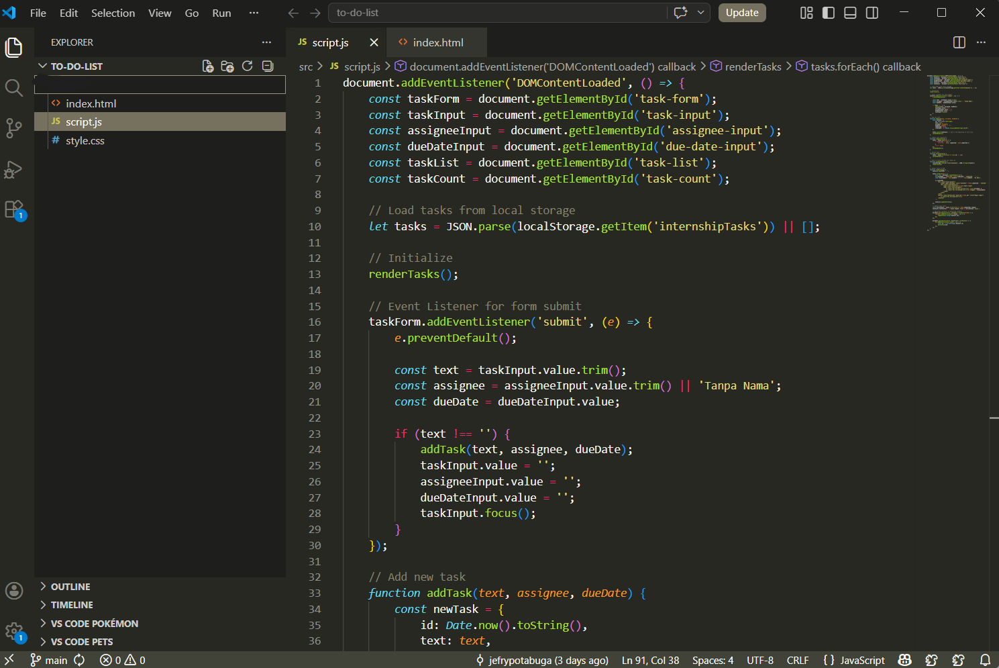 File Edit Selection View Go Run ··· to-do-list Update
EXPLORER ···
TO-DO-LIST
<> index.html
JS script.js
# style.css
OUTLINE
TIMELINE
VS CODE POKÉMON
VS CODE PETS
1
1
JS script.js
<> index.html
src > JS script.js > document.addEventListener('DOMContentLoaded') callback > renderTasks > tasks.forEach() callback
1 document.addEventListener('DOMContentLoaded', () => {
2     const taskForm = document.getElementById('task-form');
3     const taskInput = document.getElementById('task-input');
4     const assigneeInput = document.getElementById('assignee-input');
5     const dueDateInput = document.getElementById('due-date-input');
6     const taskList = document.getElementById('task-list');
7     const taskCount = document.getElementById('task-count');
8
9     // Load tasks from local storage
10     let tasks = JSON.parse(localStorage.getItem('internshipTasks')) || [];
11
12     // Initialize
13     renderTasks();
14
15     // Event Listener for form submit
16     taskForm.addEventListener('submit', (e) => {
17         e.preventDefault();
18
19         const text = taskInput.value.trim();
20         const assignee = assigneeInput.value.trim() || 'Tanpa Nama';
21         const dueDate = dueDateInput.value;
22
23         if (text !== '') {
24             addTask(text, assignee, dueDate);
25             taskInput.value = '';
26             assigneeInput.value = '';
27             dueDateInput.value = '';
28             taskInput.focus();
29         }
30     });
31
32     // Add new task
33     function addTask(text, assignee, dueDate) {
34         const newTask = {
35             id: Date.now().toString(),
36             text: text,
main 0 0 jefrypotabuga (3 days ago) Ln 91, Col 38 Spaces: 4 UTF-8 CRLF { } JavaScript